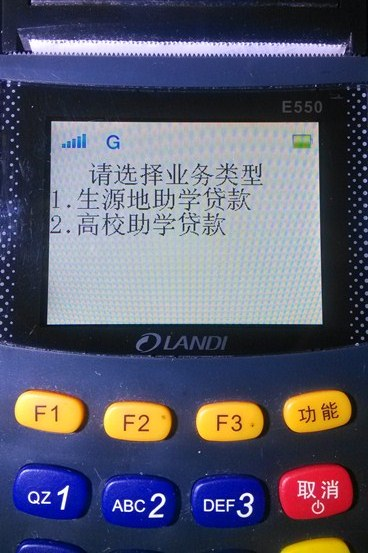 E550
G
请选择业务类型
1.生源地助学贷款
2.高校助学贷款
LANDI
F1 F2 F3 功能
QZ 1 ABC 2 DEF 3 取消